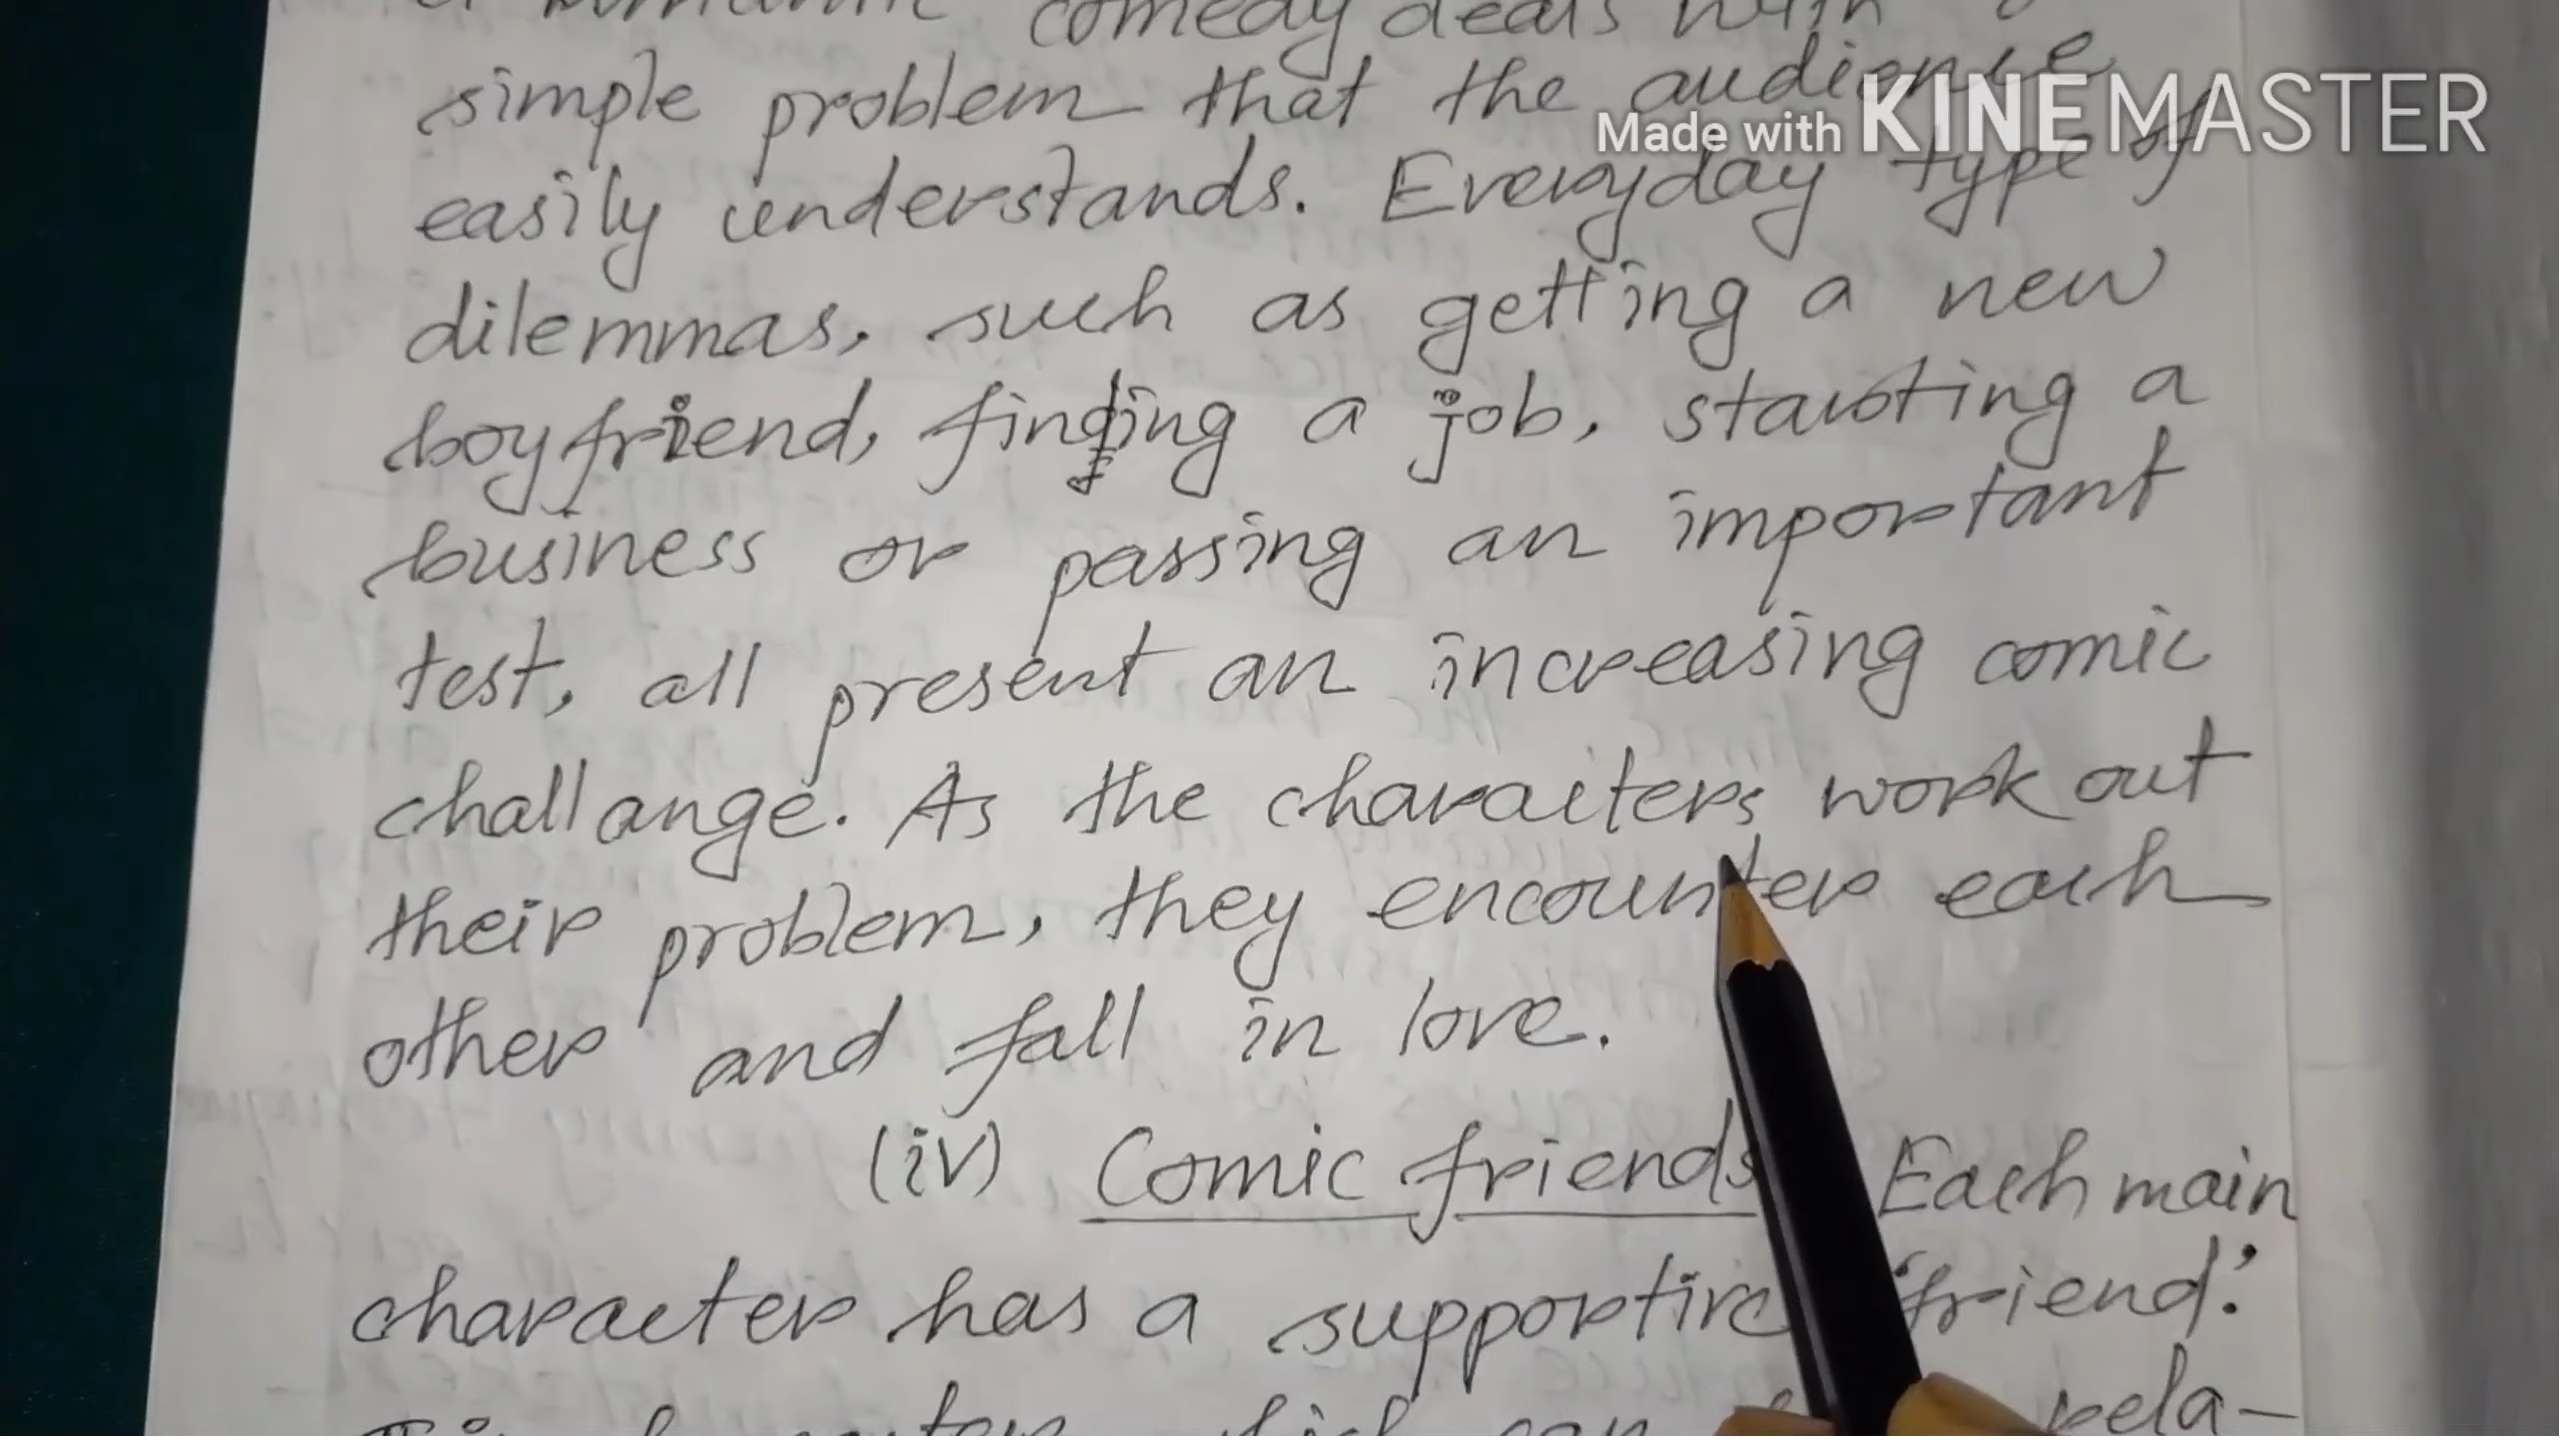 a romantic comedy deals with
simple problem that the audience
Made with KINEMASTER
easily understands. Everyday type of
dilemmas, such as getting a new
boyfriend, finding a job, starting a
business or passing an important
test, all present an increasing comic
challange. As the characters work out
their problem, they encounter each
other and fall in love.
(iv) Comic friends Each main
character has a supportive 'friend.'
can rela-